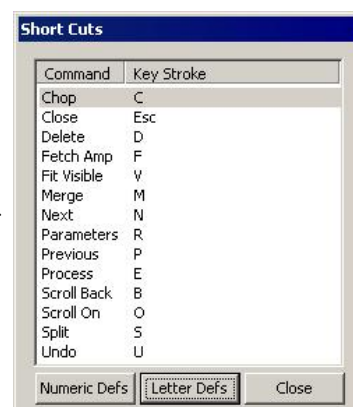 Short Cuts
Command Key Stroke
Chop C
Close Esc
Delete D
Fetch Amp F
Fit Visible V
Merge M
Next N
Parameters R
Previous P
Process E
Scroll Back B
Scroll On O
Split S
Undo U
Numeric Defs Letter Defs Close